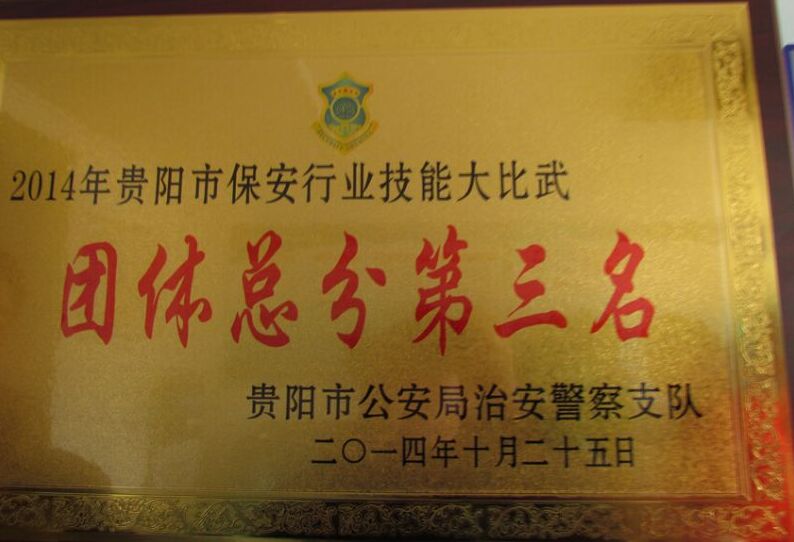 2014年贵阳市保安行业技能大比武
团体总分第三名
贵阳市公安局治安警察支队
二〇一四年十月二十五日